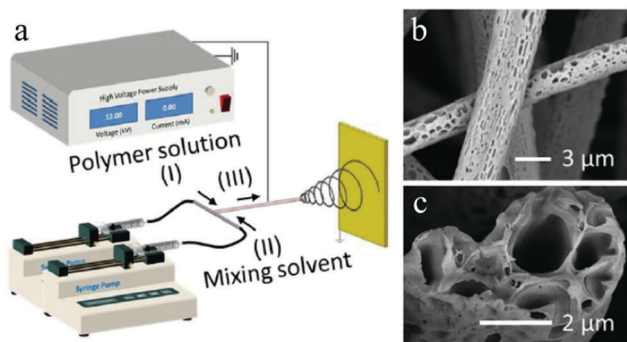 a
High Voltage Power Supply
12.00
0.00
Voltage (kV)
Current (mA)
Polymer solution
(I)
(III)
(II)
Mixing solvent
Syringe Pump
b
3 μm
c
2 μm